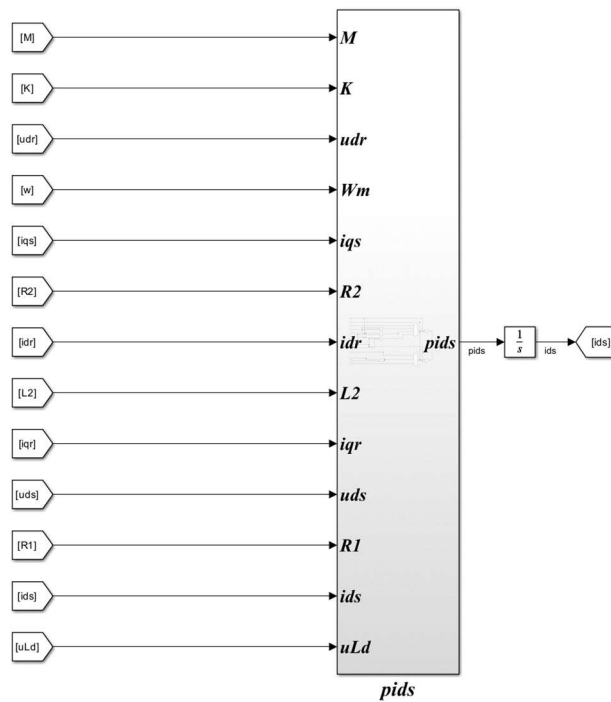 [M] M
[K] K
[udr] udr
[w] Wm
[iqs] iqs
[R2] R2
[idr] idr pids pids 1/s ids [ids]
[L2] L2
[iqr] iqr
[uds] uds
[R1] R1
[ids] ids
[uLd] uLd
pids